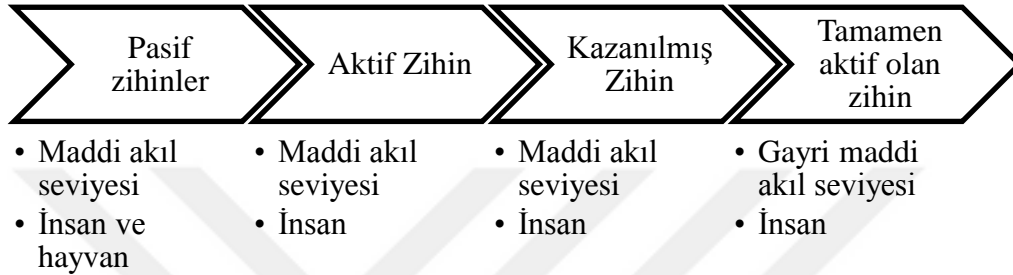 Pasif
zihinler
Aktif Zihin
Kazanılmış
Zihin
Tamamen
aktif olan
zihin
• Maddi akıl
seviyesi
• İnsan ve
hayvan
• Maddi akıl
seviyesi
• İnsan
• Maddi akıl
seviyesi
• İnsan
• Gayri maddi
akıl seviyesi
• İnsan